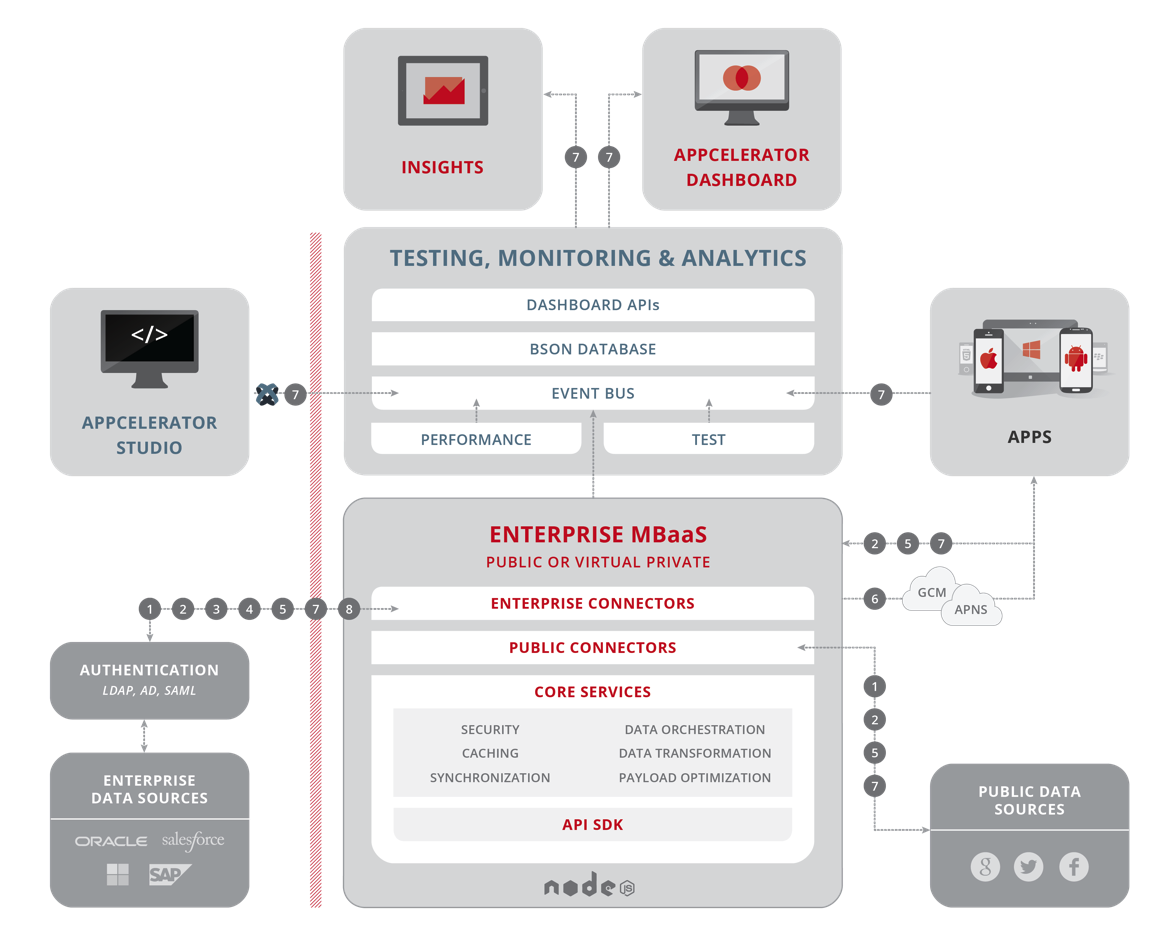 INSIGHTS
APPCELERATOR
DASHBOARD
7
7
TESTING, MONITORING & ANALYTICS
DASHBOARD APIs
BSON DATABASE
EVENT BUS
PERFORMANCE
TEST
</>
APPCELERATOR
STUDIO
7
7
APPS
ENTERPRISE MBaaS
PUBLIC OR VIRTUAL PRIVATE
ENTERPRISE CONNECTORS
PUBLIC CONNECTORS
CORE SERVICES
SECURITY
DATA ORCHESTRATION
CACHING
DATA TRANSFORMATION
SYNCHRONIZATION
PAYLOAD OPTIMIZATION
API SDK
node JS
2 5 7
6
GCM
APNS
1 2 3 4 5 7 8
AUTHENTICATION
LDAP, AD, SAML
ENTERPRISE
DATA SOURCES
ORACLE
salesforce
SAP
1
2
5
7
PUBLIC DATA
SOURCES
g
f